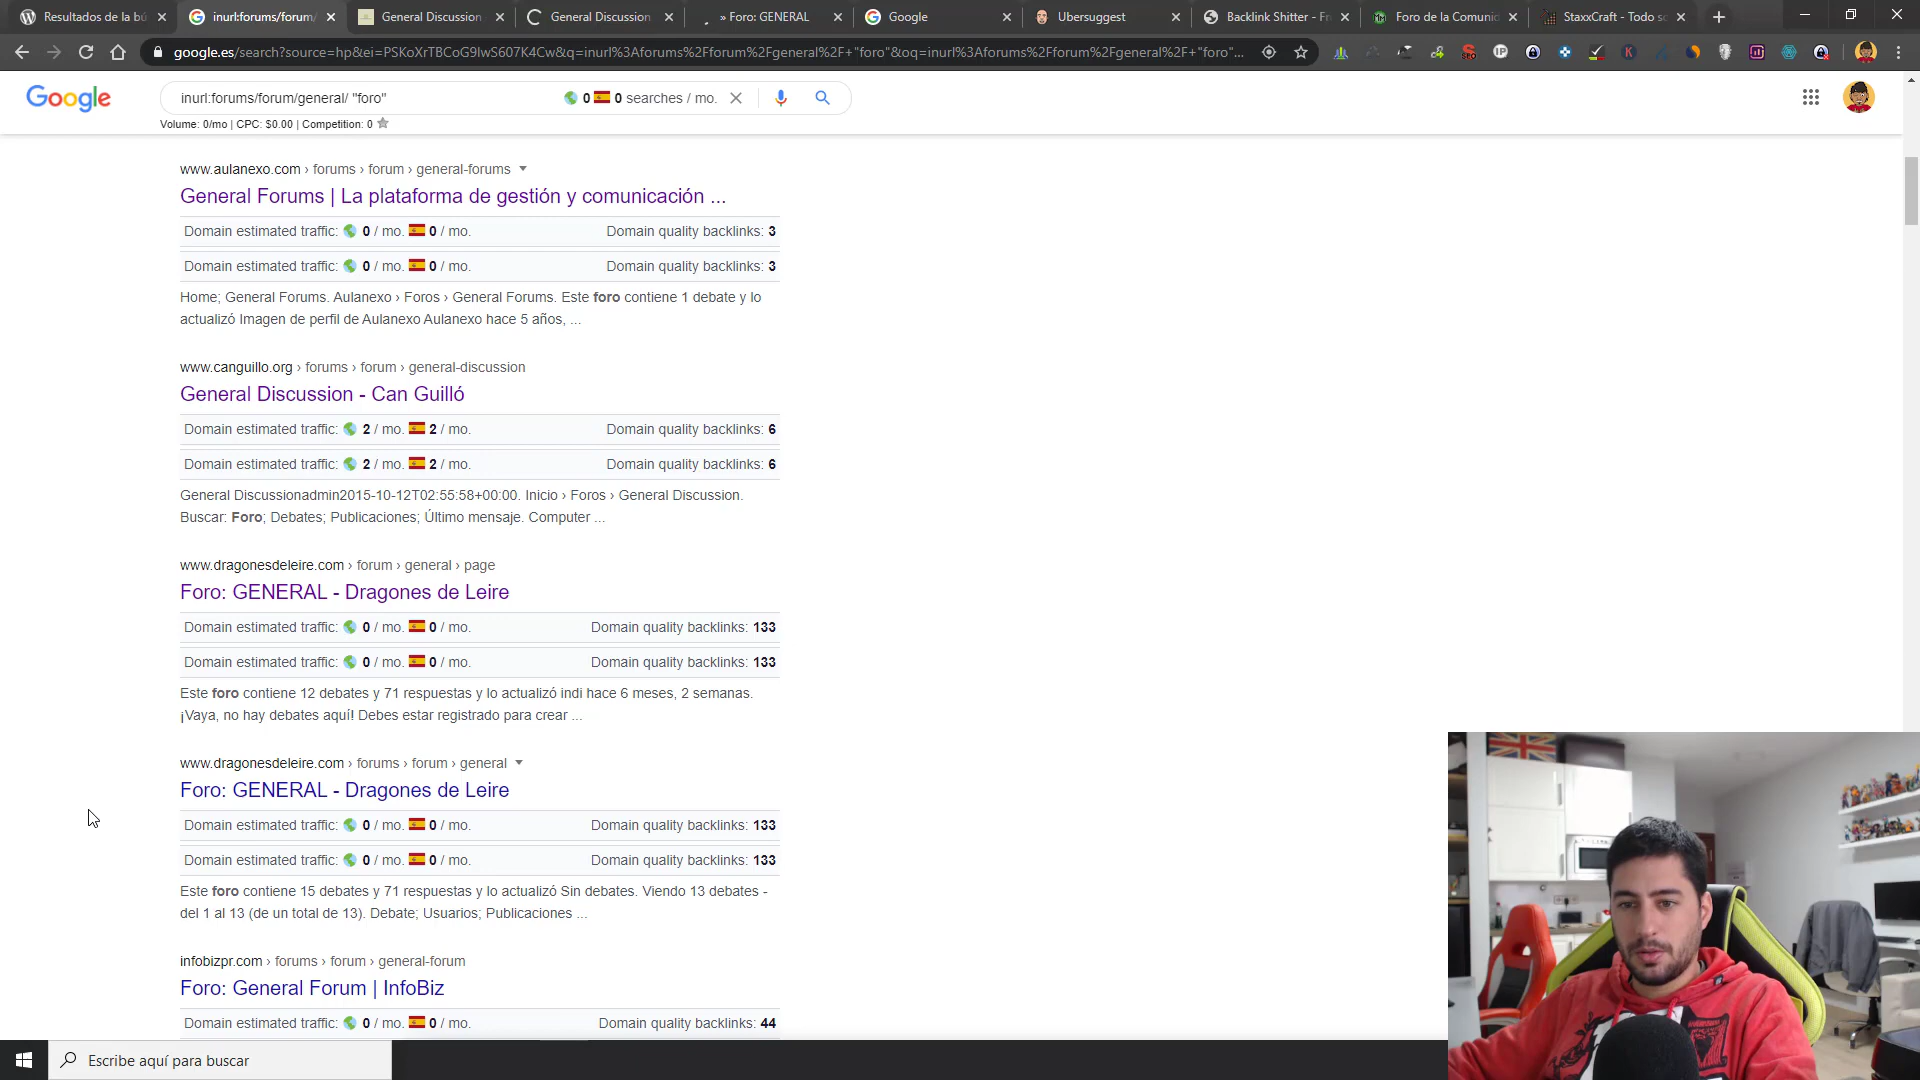 Resultados de la bú
inurl:forums/forum/
General Discussion
General Discussion
» Foro: GENERAL
Google
Ubersuggest
Backlink Shitter - Fr
Foro de la Comunic
StaxxCraft - Todo so
google.es/search?source=hp&ei=PSKoXrTBCoG9lwS607K4Cw&q=inurl%3Aforums%2Fforum%2Fgeneral%2F+"foro"&oq=inurl%3Aforums%2Fforum%2Fgeneral%2F+"foro"...
Google
inurl:forums/forum/general/ "foro"
0 0 searches / mo.
Volume: 0/mo | CPC: $0.00 | Competition: 0
www.aulanexo.com › forums › forum › general-forums
General Forums | La plataforma de gestión y comunicación ...
Domain estimated traffic: 0 / mo. 0 / mo. Domain quality backlinks: 3
Domain estimated traffic: 0 / mo. 0 / mo. Domain quality backlinks: 3
Home; General Forums. Aulanexo › Foros › General Forums. Este foro contiene 1 debate y lo
actualizó Imagen de perfil de Aulanexo Aulanexo hace 5 años, ...
www.canguillo.org › forums › forum › general-discussion
General Discussion - Can Guilló
Domain estimated traffic: 2 / mo. 2 / mo. Domain quality backlinks: 6
Domain estimated traffic: 2 / mo. 2 / mo. Domain quality backlinks: 6
General Discussionadmin2015-10-12T02:55:58+00:00. Inicio › Foros › General Discussion.
Buscar: Foro; Debates; Publicaciones; Último mensaje. Computer ...
www.dragonesdeleire.com › forum › general › page
Foro: GENERAL - Dragones de Leire
Domain estimated traffic: 0 / mo. 0 / mo. Domain quality backlinks: 133
Domain estimated traffic: 0 / mo. 0 / mo. Domain quality backlinks: 133
Este foro contiene 12 debates y 71 respuestas y lo actualizó indi hace 6 meses, 2 semanas.
¡Vaya, no hay debates aquí! Debes estar registrado para crear ...
www.dragonesdeleire.com › forums › forum › general
Foro: GENERAL - Dragones de Leire
Domain estimated traffic: 0 / mo. 0 / mo. Domain quality backlinks: 133
Domain estimated traffic: 0 / mo. 0 / mo. Domain quality backlinks: 133
Este foro contiene 15 debates y 71 respuestas y lo actualizó Sin debates. Viendo 13 debates -
del 1 al 13 (de un total de 13). Debate; Usuarios; Publicaciones ...
infobizpr.com › forums › forum › general-forum
Foro: General Forum | InfoBiz
Domain estimated traffic: 0 / mo. 0 / mo. Domain quality backlinks: 44
Escribe aquí para buscar